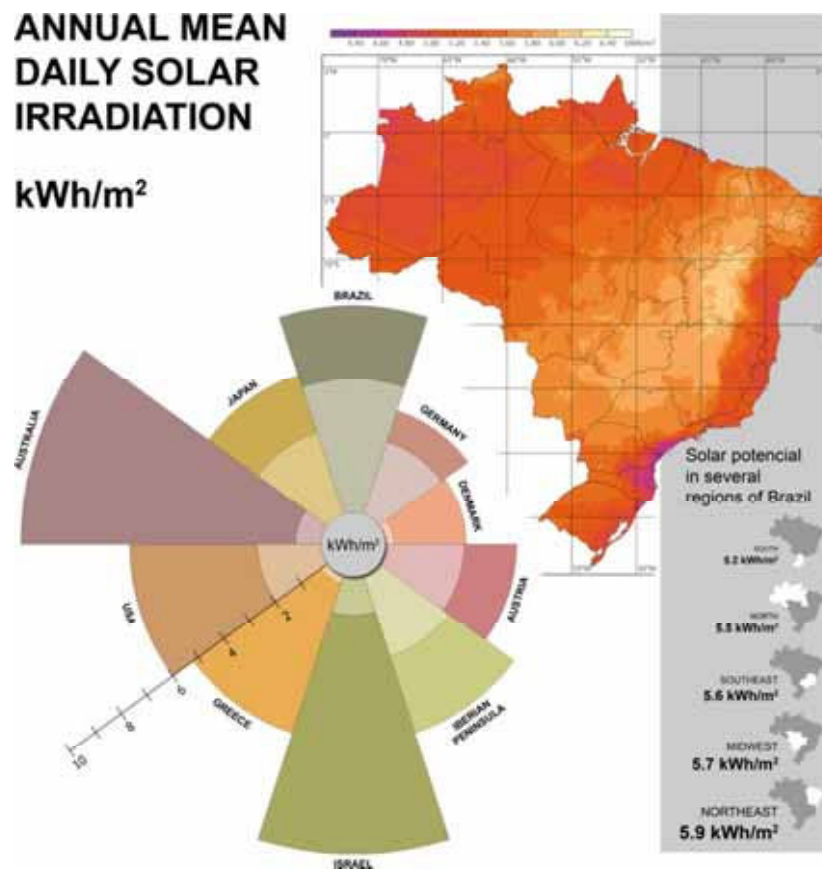 ANNUAL MEAN
DAILY SOLAR
IRRADIATION
kWh/m²
BRAZIL
JAPAN
GERMANY
AUSTRALIA
DENMARK
kWh/m²
AUSTRIA
USA
GREECE
IBERIAN
PENINSULA
ISRAEL
2
4
6
8
10
Solar potencial
in several
regions of Brazil
SOUTH
5.2 kWh/m²
NORTH
5.5 kWh/m²
SOUTHEAST
5.6 kWh/m²
MIDWEST
5.7 kWh/m²
NORTHEAST
5.9 kWh/m²